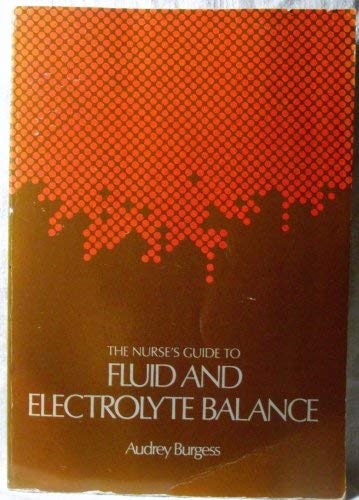 THE NURSE'S GUIDE TO
FLUID AND
ELECTROLYTE BALANCE
Audrey Burgess